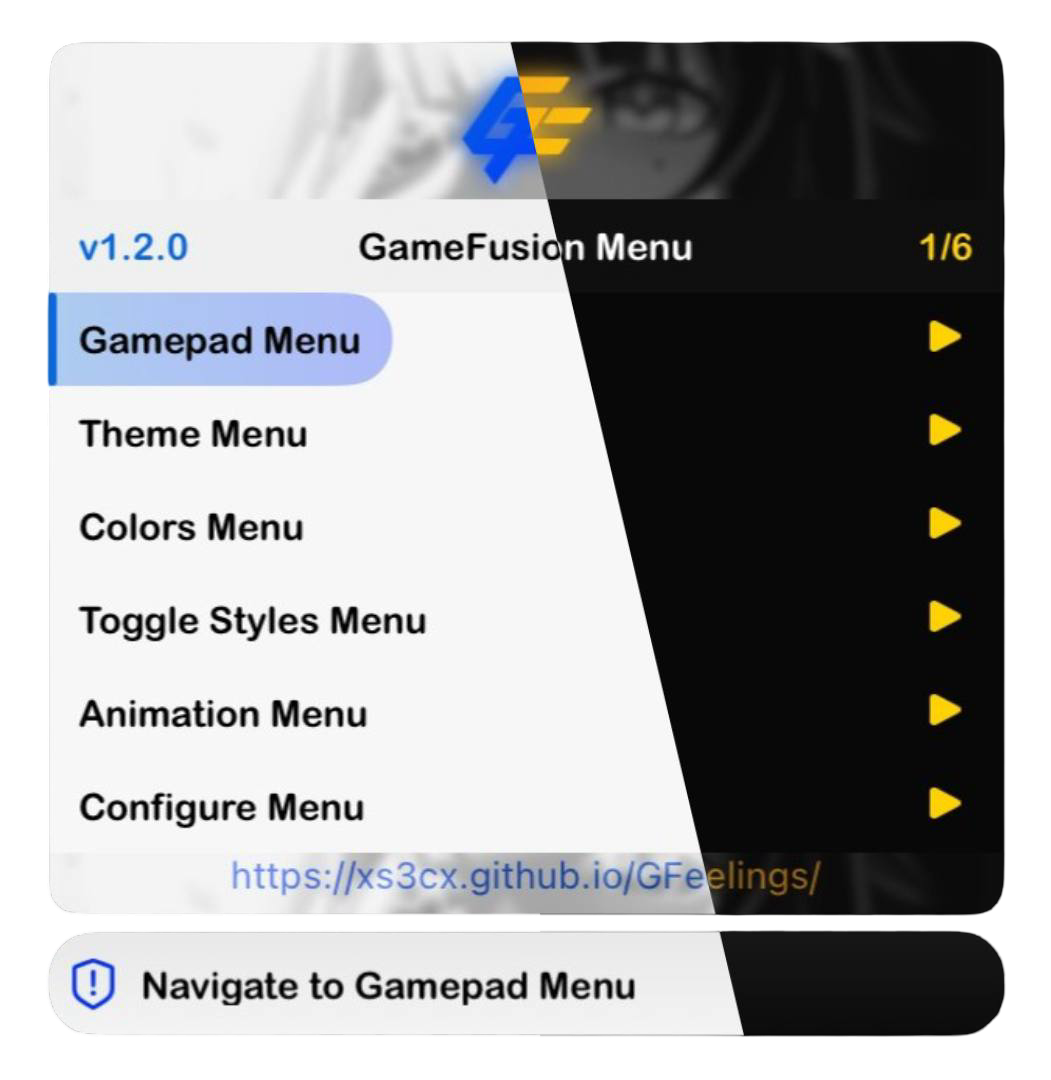 GF
v1.2.0 GameFusion Menu 1/6
Gamepad Menu
Theme Menu
Colors Menu
Toggle Styles Menu
Animation Menu
Configure Menu
https://xs3cx.github.io/GFeelings/
Navigate to Gamepad Menu